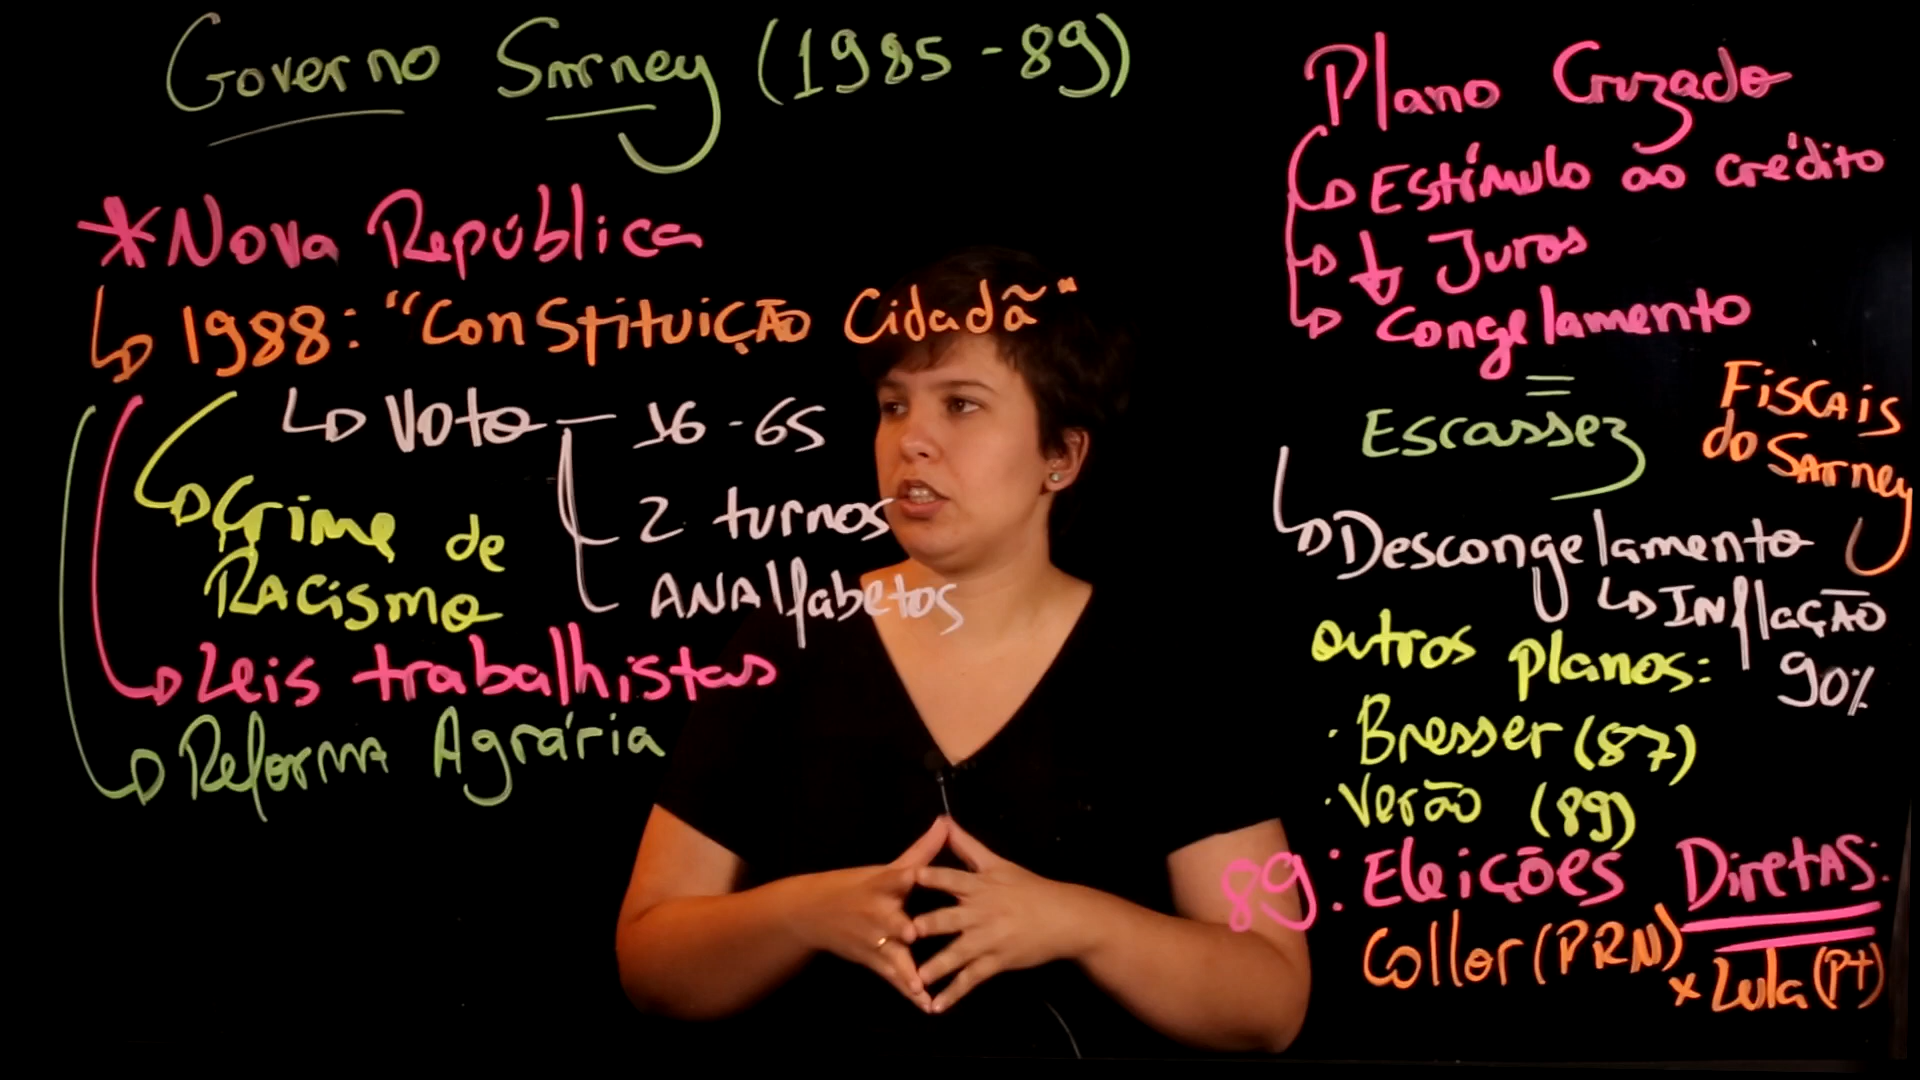 Governo Sarney (1985-89)
*Nova República
↳ 1988: "Constituição Cidadã"
↳ Voto - 16-65
2 turnos
Analfabetos
↳ Crime de
Racismo
↳ Leis trabalhistas
↳ Reforma Agrária
Plano Cruzado
↳ Estímulo ao crédito
↳ ↓ Juros
↳ Congelamento
=
Escassez
Fiscais
do Sarney
↳ Descongelamento
↳ Inflação
90%
outros planos:
· Bresser (87)
· Verão (89)
89: Eleições Diretas:
Collor (PRN)
x Lula (PT)